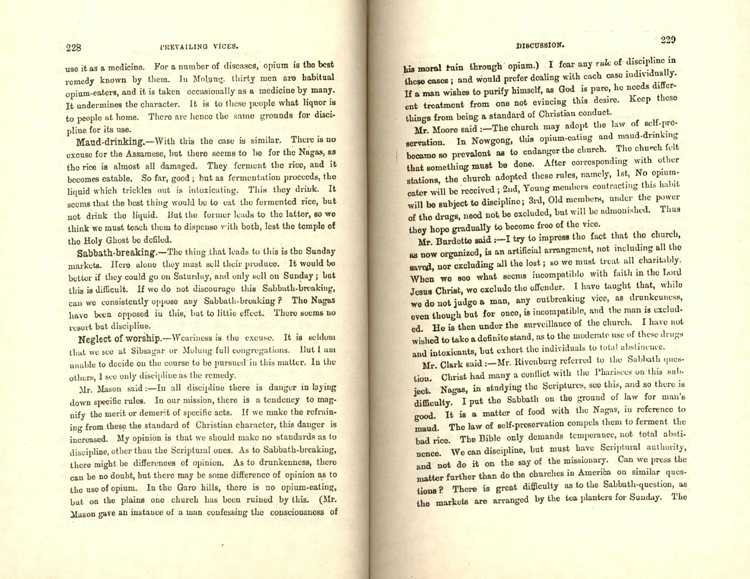 228 PREVAILING VICES.
use it as a medicine. For a number of diseases, opium is the best
remedy known by them. In Molung, thirty men are habitual
opium-eaters, and it is taken occasionally as a medicine by many.
It undermines the character. It is to these people what liquor is
to people at home. There are hence the same grounds for disci-
pline for its use.
Maud-drinking.—With this the case is similar. There is no
excuse for the Assamese, but there seems to be for the Nagas, as
the rice is almost all damaged. They ferment the rice, and it
becomes eatable. So far, good; but as fermentation proceeds, the
liquid which trickles out is intoxicating. This they drink. It
seems that the best thing would be to eat the fermented rice, but
not drink the liquid. But the former leads to the latter, so we
think we must teach them to dispense with both, lest the temple of
the Holy Ghost be defiled.
Sabbath-breaking.—The thing that leads to this is the Sunday
markets. Here alone they must sell their produce. It would be
better if they could go on Saturday, and only sell on Sunday; but
this is difficult. If we do not discourage this Sabbath-breaking,
can we consistently oppose any Sabbath-breaking? The Nagas
have been opposed in this, but to little effect. There seems no
resort but discipline.
Neglect of worship.—Weariness is the excuse. It is seldom
that we see at Sibsagar or Molung full congregations. But I am
unable to decide on the course to be pursued in this matter. In the
others, I see only discipline as the remedy.
Mr. Mason said:—In all discipline there is danger in laying
down specific rules. In our mission, there is a tendency to mag-
nify the merit or demerit of specific acts. If we make the refrain-
ing from these the standard of Christian character, this danger is
increased. My opinion is that we should make no standards as to
discipline, other than the Scriptural ones. As to Sabbath-breaking,
there might be differences of opinion. As to drunkenness, there
can be no doubt, but there may be some difference of opinion as to
the use of opium. In the Garo hills, there is no opium-eating,
but on the plains one church has been ruined by this. (Mr.
Mason gave an instance of a man confessing the consciousness of
DISCUSSION. 229
his moral ruin through opium.) I fear any rule of discipline in
these cases; and would prefer dealing with each case individually.
If a man wishes to purify himself, as God is pure, he needs differ-
ent treatment from one not evincing this desire. Keep these
things from being a standard of Christian conduct.
Mr. Moore said:—The church may adopt the law of self-pre-
servation. In Nowgong, this opium-eating and maud-drinking
became so prevalent as to endanger the church. The church felt
that something must be done. After corresponding with other
stations, the church adopted these rules, namely, 1st, No opium-
eater will be received; 2nd, Young members contracting this habit
will be subject to discipline; 3rd, Old members, under the power
of the drugs, need not be excluded, but will be admonished. Thus
they hope gradually to become free of the vice.
Mr. Burdette said:—I try to impress the fact that the church,
as now organized, is an artificial arrangment, not including all the
saved, nor excluding all the lost; so we must treat all charitably.
When we see what seems incompatible with faith in the Lord
Jesus Christ, we exclude the offender. I have taught that, while
we do not judge a man, any outbreaking vice, as drunkenness,
even though but for once, is incompatible, and the man is exclud-
ed. He is then under the surveillance of the church. I have not
wished to take a definite stand, as to the moderate use of these drugs
and intoxicants, but exhort the individuals to total abstinence.
Mr. Clark said:—Mr. Rivenburg referred to the Sabbath ques-
tion. Christ had many a conflict with the Pharisees on this sub-
ject. Nagas, in studying the Scriptures, see this, and so there is
difficulty. I put the Sabbath on the ground of law for man's
good. It is a matter of food with the Nagas, in reference to
maud. The law of self-preservation compels them to ferment the
bad rice. The Bible only demands temperance, not total absti-
nence. We can discipline, but must have Scriptural authority,
and not do it on the say of the missionary. Can we press the
matter further than do the churches in America on similar ques-
tions? There is great difficulty as to the Sabbath-question, as
the markets are arranged by the tea planters for Sunday. The